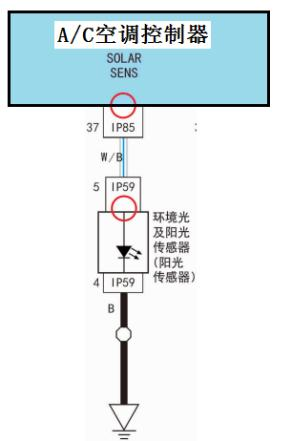 A/C空调控制器
SOLAR
SENS
37 IP85
:
W/B
5 IP59
环境光
及阳光
传感器
(阳光
传感器)
4 IP59
B